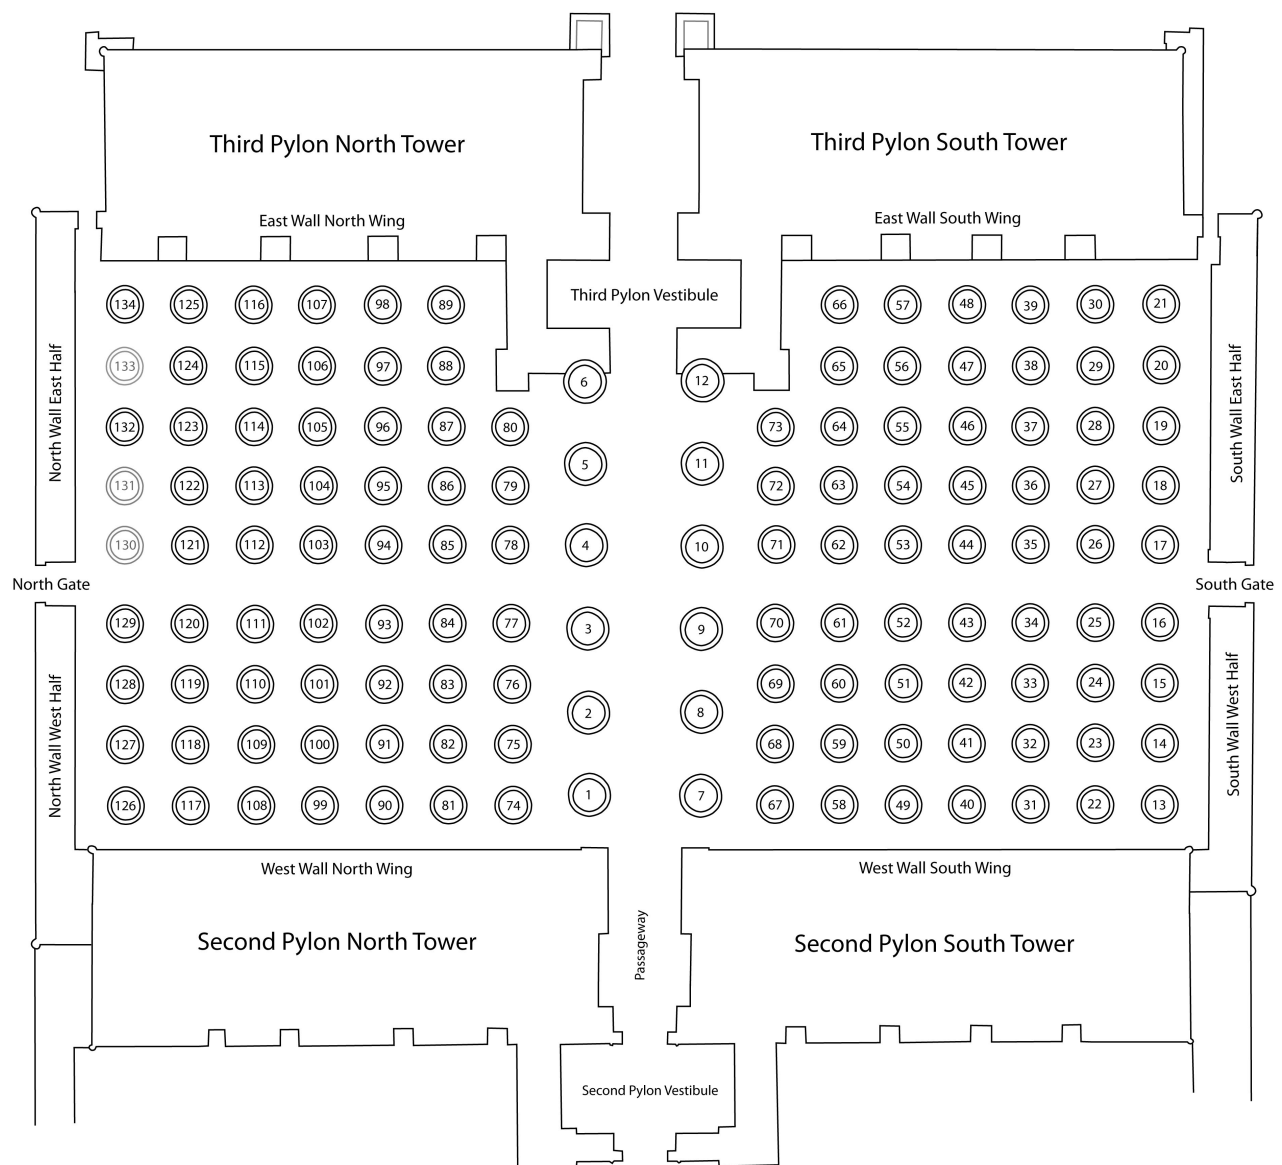 Third Pylon North Tower
Third Pylon South Tower
East Wall North Wing
East Wall South Wing
Third Pylon Vestibule
134 125 116 107 98 89 66 57 48 39 30 21
133 124 115 106 97 88 6 12 65 56 47 38 29 20
132 123 114 105 96 87 80 73 64 55 46 37 28 19
5 11
131 122 113 104 95 86 79 72 63 54 45 36 27 18
130 121 112 103 94 85 78 4 10 71 62 53 44 35 26 17
North Wall East Half
South Wall East Half
North Gate
South Gate
129 120 111 102 93 84 77 3 9 70 61 52 43 34 25 16
128 119 110 101 92 83 76 69 60 51 42 33 24 15
2 8
127 118 109 100 91 82 75 68 59 50 41 32 23 14
126 117 108 99 90 81 74 1 7 67 58 49 40 31 22 13
North Wall West Half
South Wall West Half
West Wall North Wing
West Wall South Wing
Second Pylon North Tower
Passageway
Second Pylon South Tower
Second Pylon Vestibule